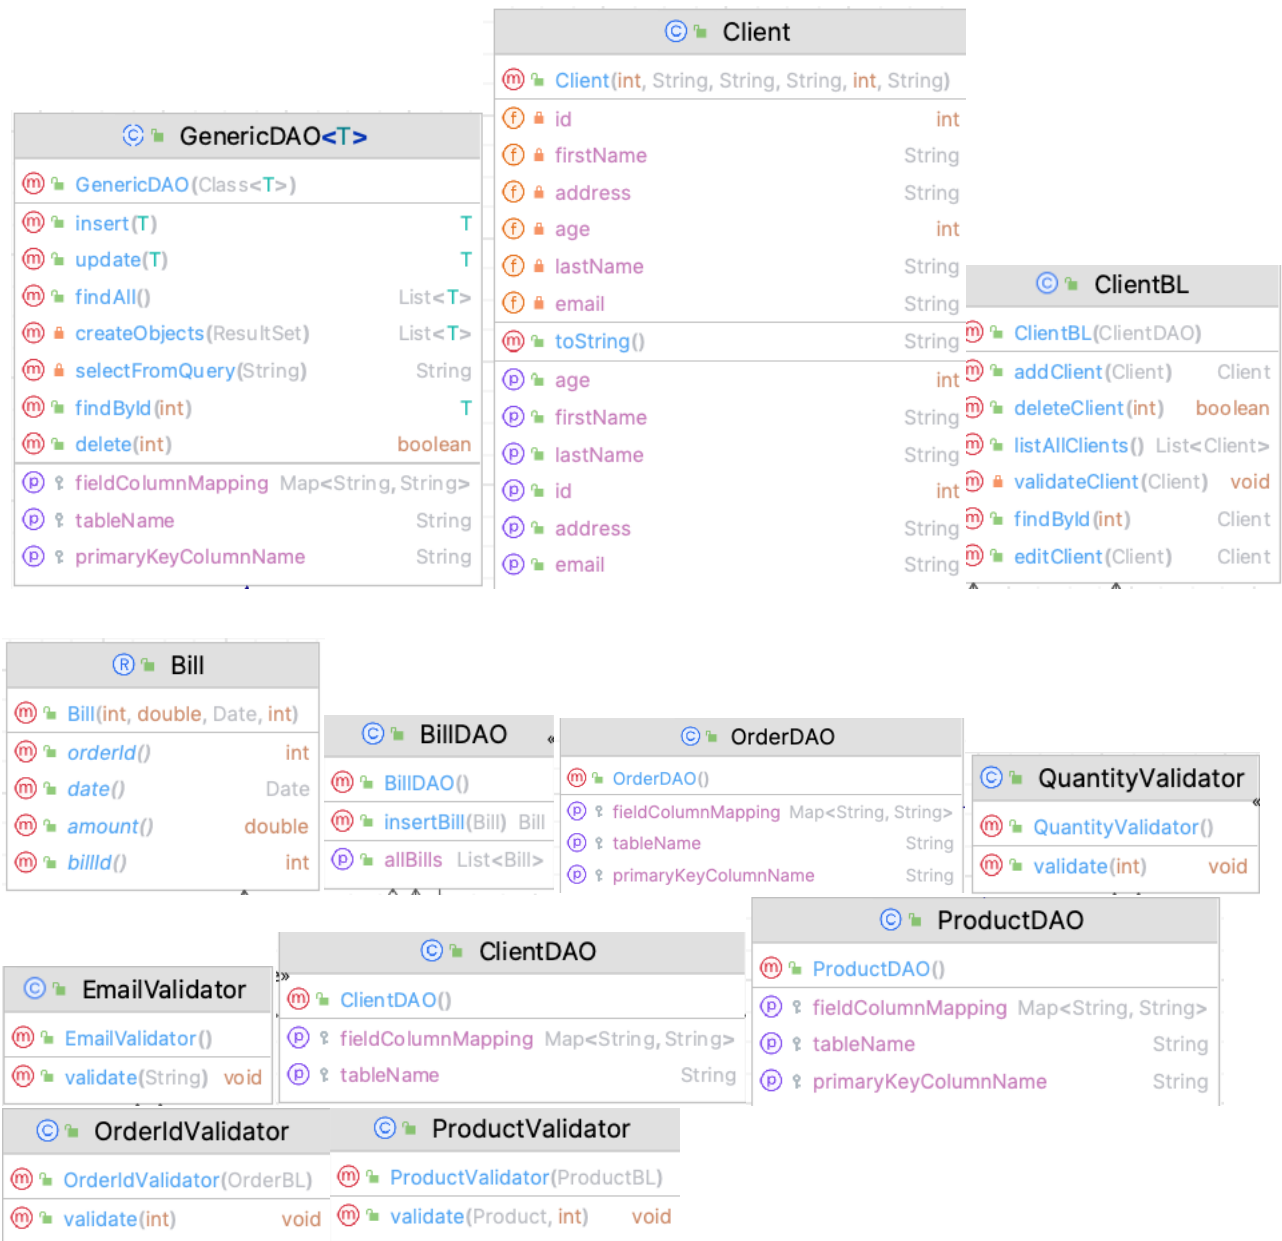 GenericDAO<T>
GenericDAO(Class<T>)
insert(T) T
update(T) T
findAll() List<T>
createObjects(ResultSet) List<T>
selectFromQuery(String) String
findById(int) T
delete(int) boolean
fieldColumnMapping Map<String, String>
tableName String
primaryKeyColumnName String
Client
Client(int, String, String, String, int, String)
id int
firstName String
address String
age int
lastName String
email String
toString() String
age int
firstName String
lastName String
id int
address String
email String
ClientBL
ClientBL(ClientDAO)
addClient(Client) Client
deleteClient(int) boolean
listAllClients() List<Client>
validateClient(Client) void
findById(int) Client
editClient(Client) Client
Bill
Bill(int, double, Date, int)
orderId() int
date() Date
amount() double
billId() int
BillDAO
BillDAO()
insertBill(Bill) Bill
allBills List<Bill>
OrderDAO
OrderDAO()
fieldColumnMapping Map<String, String>
tableName String
primaryKeyColumnName String
QuantityValidator
QuantityValidator()
validate(int) void
EmailValidator
EmailValidator()
validate(String) void
ClientDAO
ClientDAO()
fieldColumnMapping Map<String, String>
tableName String
ProductDAO
ProductDAO()
fieldColumnMapping Map<String, String>
tableName String
primaryKeyColumnName String
OrderIdValidator
OrderIdValidator(OrderBL)
validate(int) void
ProductValidator
ProductValidator(ProductBL)
validate(Product, int) void